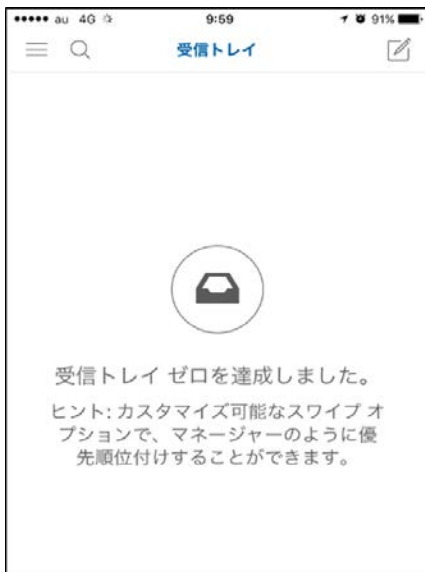 au 4G 9:59 91%
受信トレイ
受信トレイ ゼロを達成しました。
ヒント: カスタマイズ可能なスワイプ オ
プションで、マネージャーのように優
先順位付けすることができます。